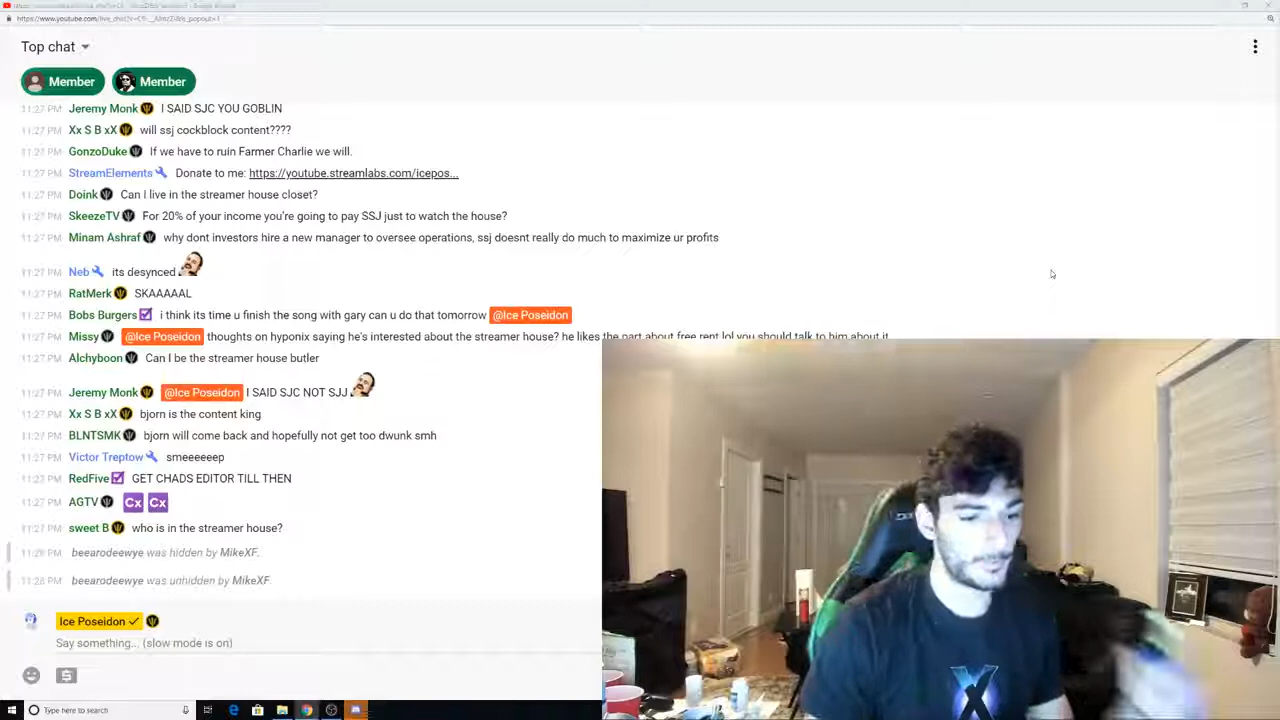 Top chat
Member Member
11:27 PM Jeremy Monk I SAID SJC YOU GOBLIN
11:27 PM Xx S B xX will ssj cockblock content????
11:27 PM GonzoDuke If we have to ruin Farmer Charlie we will.
11:27 PM StreamElements Donate to me: https://youtube.streamlabs.com/icepos...
11:27 PM Doink Can I live in the streamer house closet?
11:27 PM SkeezeTV For 20% of your income you're going to pay SSJ just to watch the house?
11:27 PM Minam Ashraf why dont investors hire a new manager to oversee operations, ssj doesnt really do much to maximize ur profits
11:27 PM Neb its desynced
11:27 PM RatMerk SKAAAAAL
11:27 PM Bobs Burgers i think its time u finish the song with gary can u do that tomorrow @Ice Poseidon
11:27 PM Missy @Ice Poseidon thoughts on hyponix saying he's interested about the streamer house? he likes the part about free rent lol you should talk to him about it
11:27 PM Alchyboon Can I be the streamer house butler
11:27 PM Jeremy Monk @Ice Poseidon I SAID SJC NOT SJJ
11:27 PM Xx S B xX bjorn is the content king
11:27 PM BLNTSMK bjorn will come back and hopefully not get too dwunk smh
11:27 PM Victor Treptow smeeeeeep
11:27 PM RedFive GET CHADS EDITOR TILL THEN
11:27 PM AGTV Cx Cx
11:27 PM sweet B who is in the streamer house?
11:28 PM beearodeewye was hidden by MikeXF.
11:28 PM beearodeewye was unhidden by MikeXF.
Ice Poseidon
Say something... (slow mode is on)
Type here to search